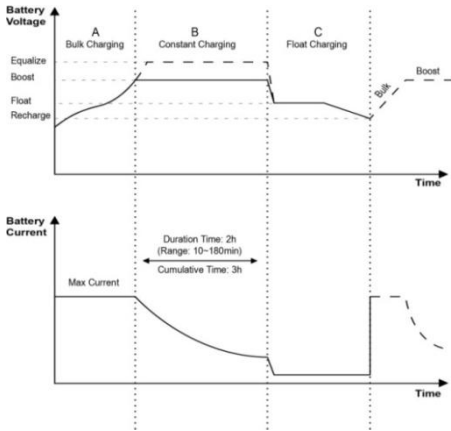 Battery
Voltage
A
Bulk Charging
B
Constant Charging
C
Float Charging
Equalize
Boost
Float
Recharge
Bulk
Boost
Time
Battery
Current
Duration Time: 2h
(Range: 10~180min)
Cumulative Time: 3h
Max Current
Time